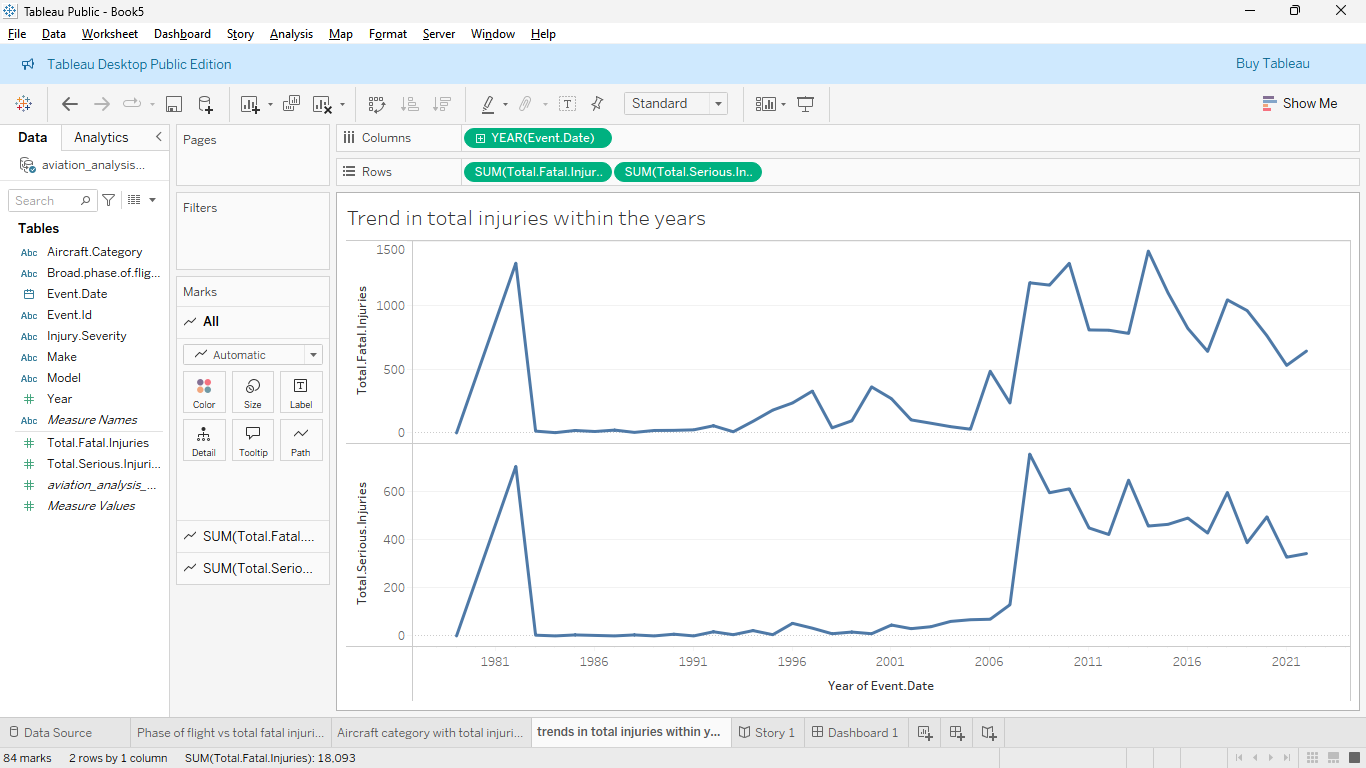 Tableau Public - Book5
File Data Worksheet Dashboard Story Analysis Map Format Server Window Help
Tableau Desktop Public Edition
Buy Tableau
Standard
Show Me
Data
Analytics
aviation_analysis...
Search
Tables
Abc Aircraft.Category
Abc Broad.phase.of.flig...
Event.Date
Abc Event.Id
Abc Injury.Severity
Abc Make
Abc Model
Year
Abc Measure Names
Total.Fatal.Injuries
Total.Serious.Injuri...
aviation_analysis_...
Measure Values
Pages
Filters
Marks
All
Automatic
Color Size Label
Detail Tooltip Path
SUM(Total.Fatal....
SUM(Total.Serio...
Columns
YEAR(Event.Date)
Rows
SUM(Total.Fatal.Injur..
SUM(Total.Serious.In..
Trend in total injuries within the years
Total.Fatal.Injuries
1500
1000
500
0
Total.Serious.Injuries
600
400
200
0
1981 1986 1991 1996 2001 2006 2011 2016 2021
Year of Event.Date
Data Source
Phase of flight vs total fatal injuri...
Aircraft category with total injuri...
trends in total injuries within y...
Story 1
Dashboard 1
84 marks
2 rows by 1 column
SUM(Total.Fatal.Injuries): 18,093